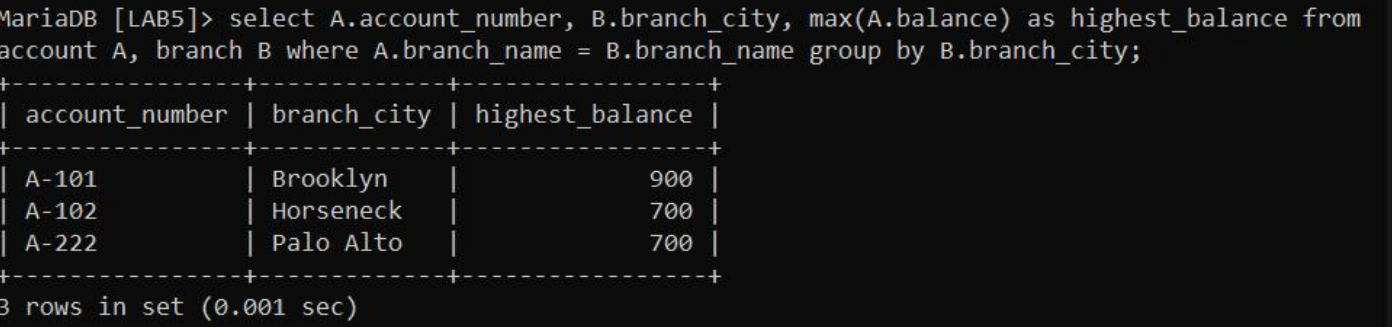 MariaDB [LAB5]> select A.account_number, B.branch_city, max(A.balance) as highest_balance from
account A, branch B where A.branch_name = B.branch_name group by B.branch_city;
+----------------+-------------+-----------------+
| account_number | branch_city | highest_balance |
+----------------+-------------+-----------------+
| A-101          | Brooklyn    |             900 |
| A-102          | Horseneck   |             700 |
| A-222          | Palo Alto   |             700 |
+----------------+-------------+-----------------+
3 rows in set (0.001 sec)